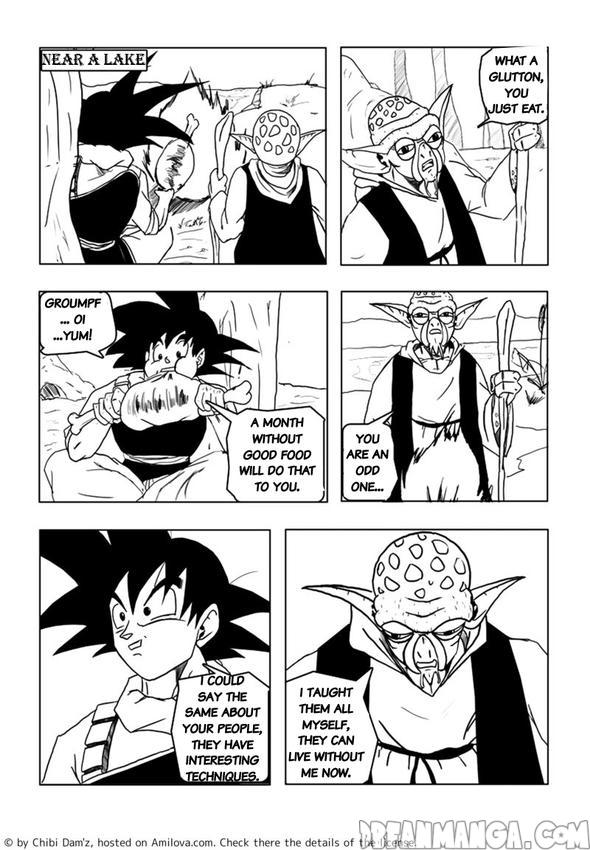 NEAR A LAKE
WHAT A
GLUTTON,
YOU
JUST EAT.
GROUMPF
... OI
...YUM!
A MONTH
WITHOUT
GOOD FOOD
WILL DO THAT
TO YOU.
YOU
ARE AN
ODD
ONE...
I COULD
SAY THE
SAME ABOUT
YOUR PEOPLE,
THEY HAVE
INTERESTING
TECHNIQUES.
I TAUGHT
THEM ALL
MYSELF,
THEY CAN
LIVE WITHOUT
ME NOW.
DREAMMANGA.COM
© by Chibi Dam'z, hosted on Amilova.com. Check there the details of the license.